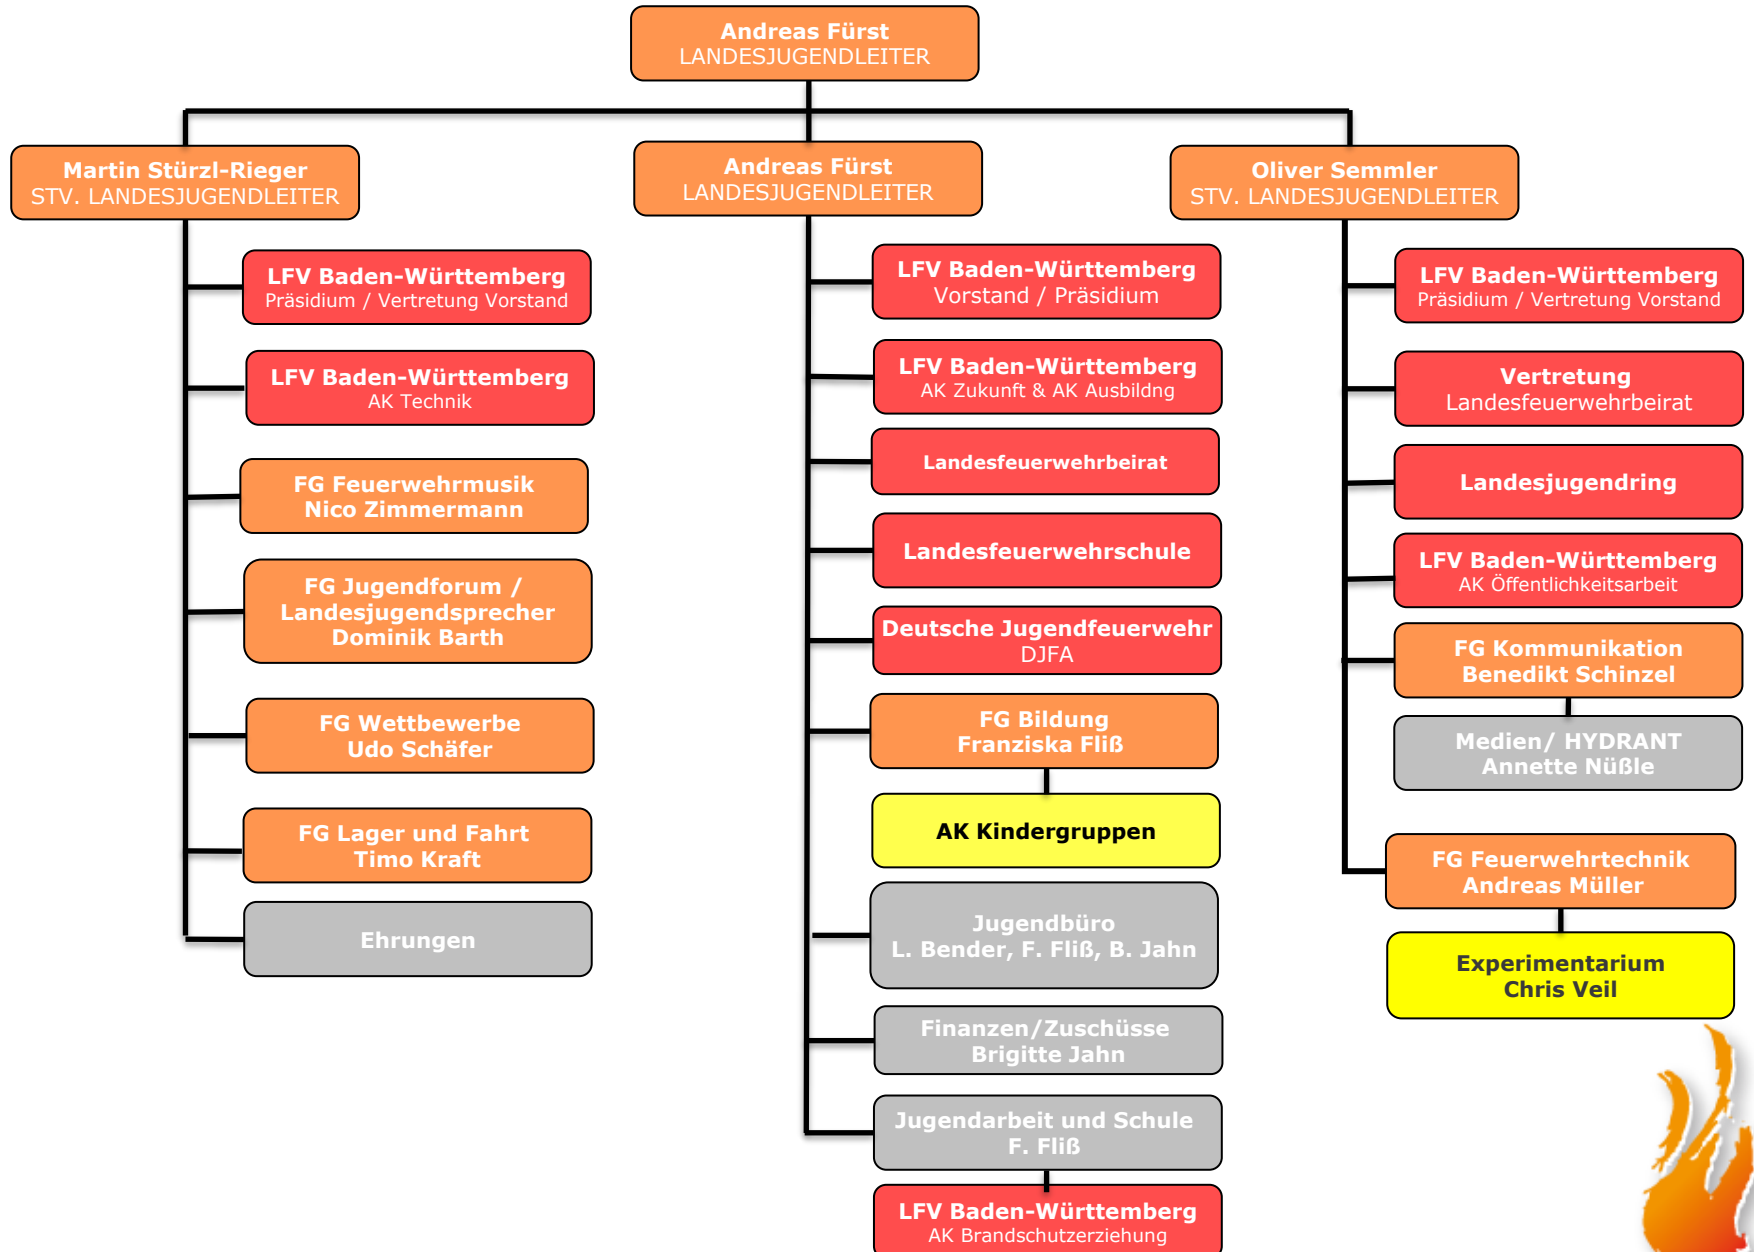 Andreas Fürst
LANDESJUGENDLEITER
Martin Stürzl-Rieger
STV. LANDESJUGENDLEITER
LFV Baden-Württemberg
Präsidium / Vertretung Vorstand
LFV Baden-Württemberg
AK Technik
FG Feuerwehrmusik
Nico Zimmermann
FG Jugendforum /
Landesjugendsprecher
Dominik Barth
FG Wettbewerbe
Udo Schäfer
FG Lager und Fahrt
Timo Kraft
Ehrungen
Andreas Fürst
LANDESJUGENDLEITER
LFV Baden-Württemberg
Vorstand / Präsidium
LFV Baden-Württemberg
AK Zukunft & AK Ausbildng
Landesfeuerwehrbeirat
Landesfeuerwehrschule
Deutsche Jugendfeuerwehr
DJFA
FG Bildung
Franziska Fliß
AK Kindergruppen
Jugendbüro
L. Bender, F. Fliß, B. Jahn
Finanzen/Zuschüsse
Brigitte Jahn
Jugendarbeit und Schule
F. Fliß
LFV Baden-Württemberg
AK Brandschutzerziehung
Oliver Semmler
STV. LANDESJUGENDLEITER
LFV Baden-Württemberg
Präsidium / Vertretung Vorstand
Vertretung
Landesfeuerwehrbeirat
Landesjugendring
LFV Baden-Württemberg
AK Öffentlichkeitsarbeit
FG Kommunikation
Benedikt Schinzel
Medien/ HYDRANT
Annette Nüßle
FG Feuerwehrtechnik
Andreas Müller
Experimentarium
Chris Veil